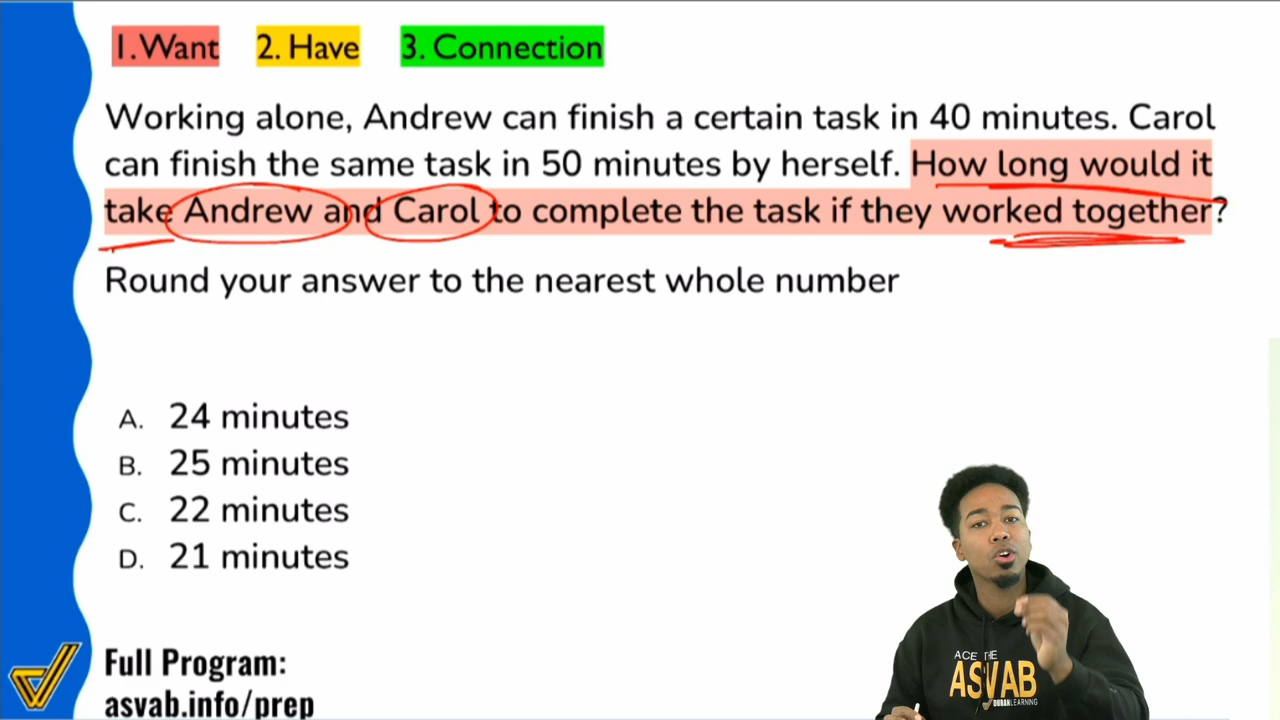 1. Want 2. Have 3. Connection
Working alone, Andrew can finish a certain task in 40 minutes. Carol
can finish the same task in 50 minutes by herself. How long would it
take Andrew and Carol to complete the task if they worked together?
Round your answer to the nearest whole number
A. 24 minutes
B. 25 minutes
C. 22 minutes
D. 21 minutes
ACE THE
ASVAB
DURAN LEARNING
Full Program:
asvab.info/prep